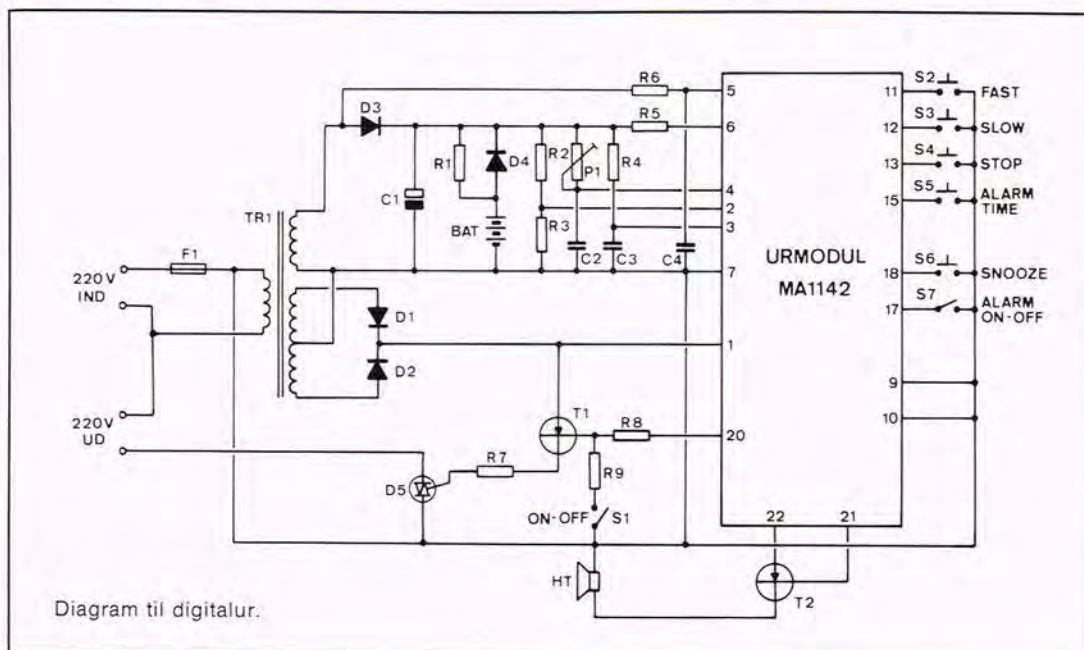 R6
5
11
S2
FAST
D3
R5
6
12
S3
SLOW
R1
D4
R2
P1
R4
13
S4
STOP
4
C1
2
15
S5
ALARM
TIME
TR1
BAT
R3
3
C2
C3
C4
URMODUL
MA1142
F1
220V
IND
7
18
S6
SNOOZE
17
S7
ALARM
ON-OFF
D1
1
D2
9
T1
10
220V
UD
R8
20
R7
R9
D5
ON-OFF
S1
22
21
HT
T2
Diagram til digitalur.